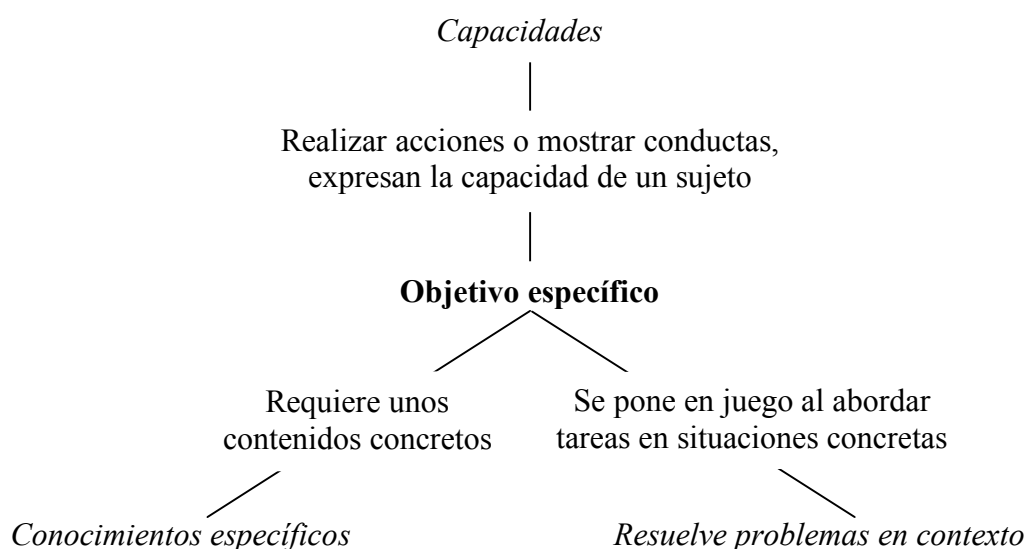 Capacidades
Realizar acciones o mostrar conductas,
expresan la capacidad de un sujeto
Objetivo específico
Requiere unos
contenidos concretos
Se pone en juego al abordar
tareas en situaciones concretas
Conocimientos específicos
Resuelve problemas en contexto